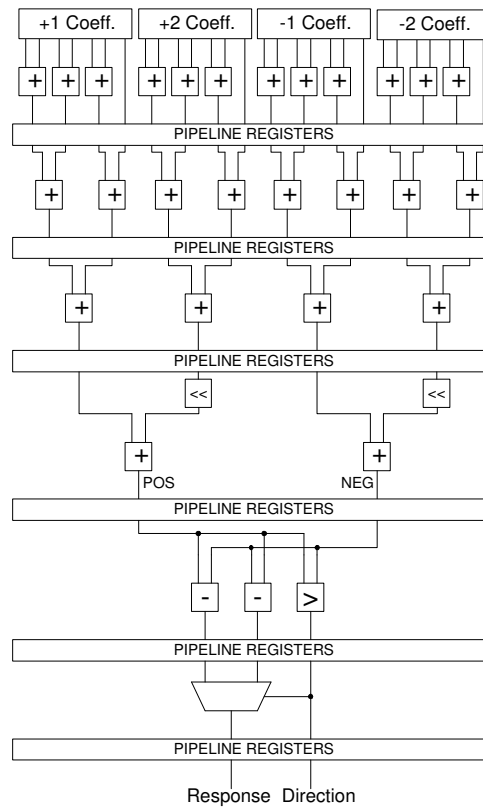 +1 Coeff. +2 Coeff. -1 Coeff. -2 Coeff.
+ + + + + + + + + + + +
PIPELINE REGISTERS
+ + + + + + + +
PIPELINE REGISTERS
+ + + +
PIPELINE REGISTERS
<< <<
+ +
POS NEG
PIPELINE REGISTERS
- - >
PIPELINE REGISTERS
PIPELINE REGISTERS
Response Direction